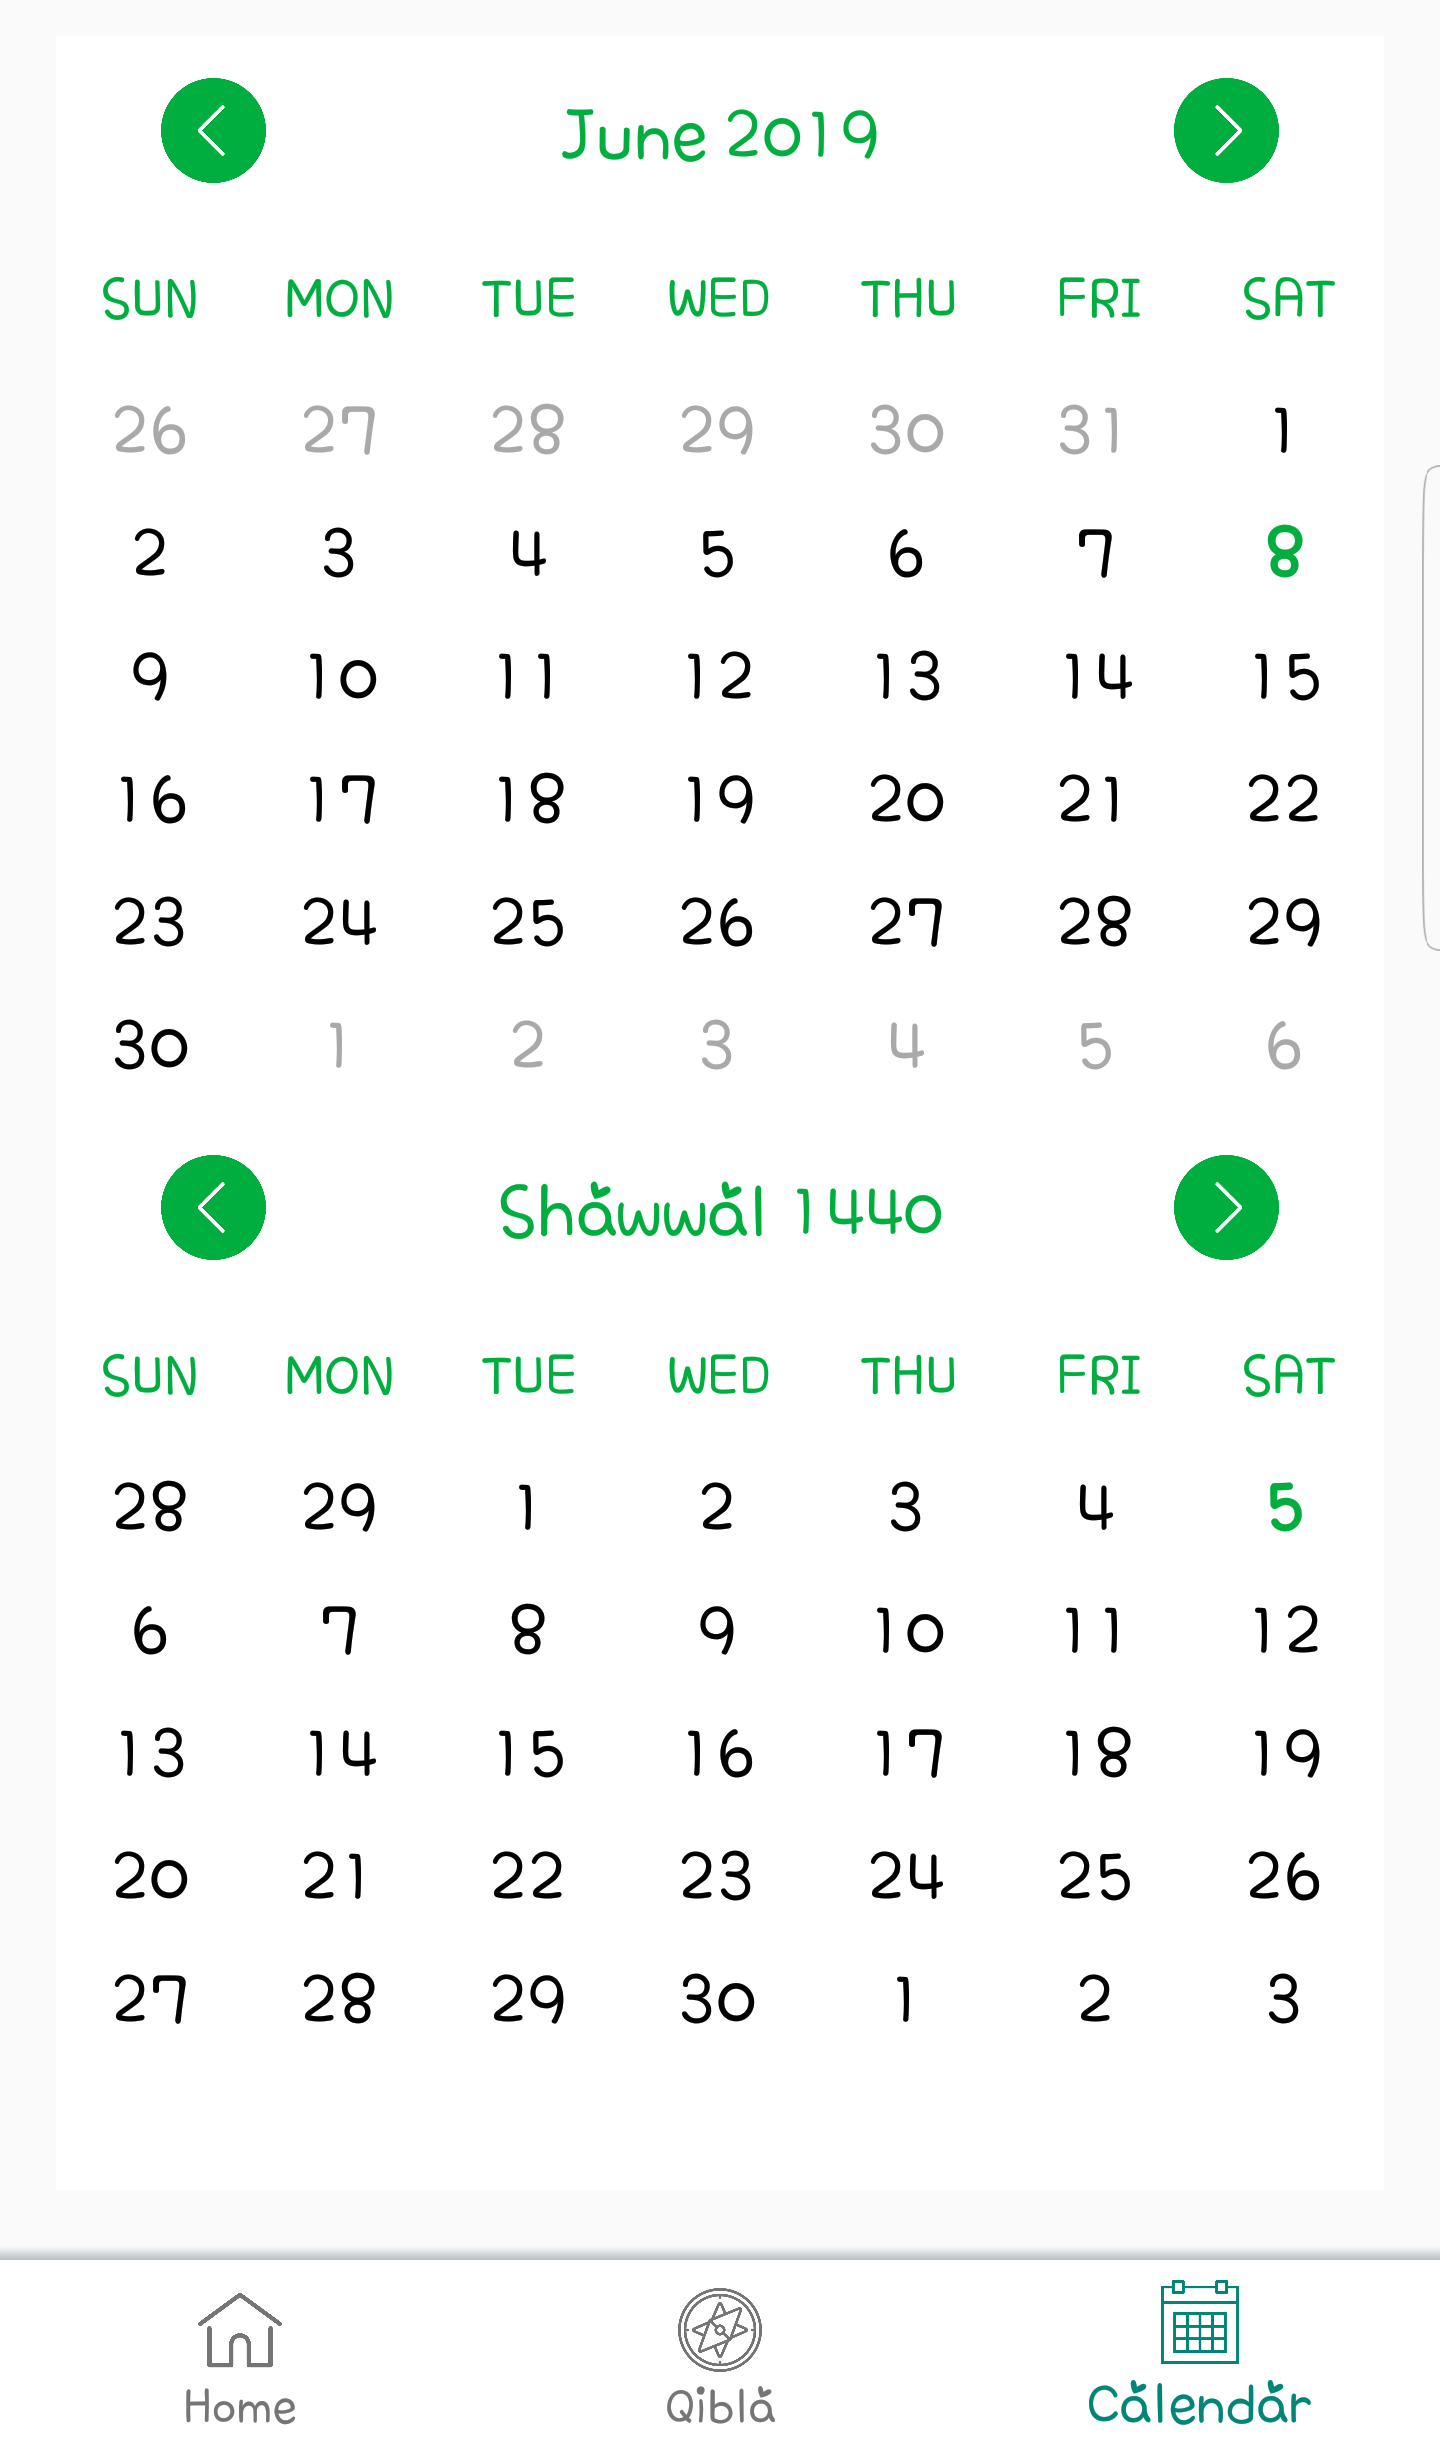 June 2019
SUN MON TUE WED THU FRI SAT
26 27 28 29 30 31 1
2 3 4 5 6 7 8
9 10 11 12 13 14 15
16 17 18 19 20 21 22
23 24 25 26 27 28 29
30 1 2 3 4 5 6
Shawwal 1440
SUN MON TUE WED THU FRI SAT
28 29 1 2 3 4 5
6 7 8 9 10 11 12
13 14 15 16 17 18 19
20 21 22 23 24 25 26
27 28 29 30 1 2 3
Home Qibla Calendar